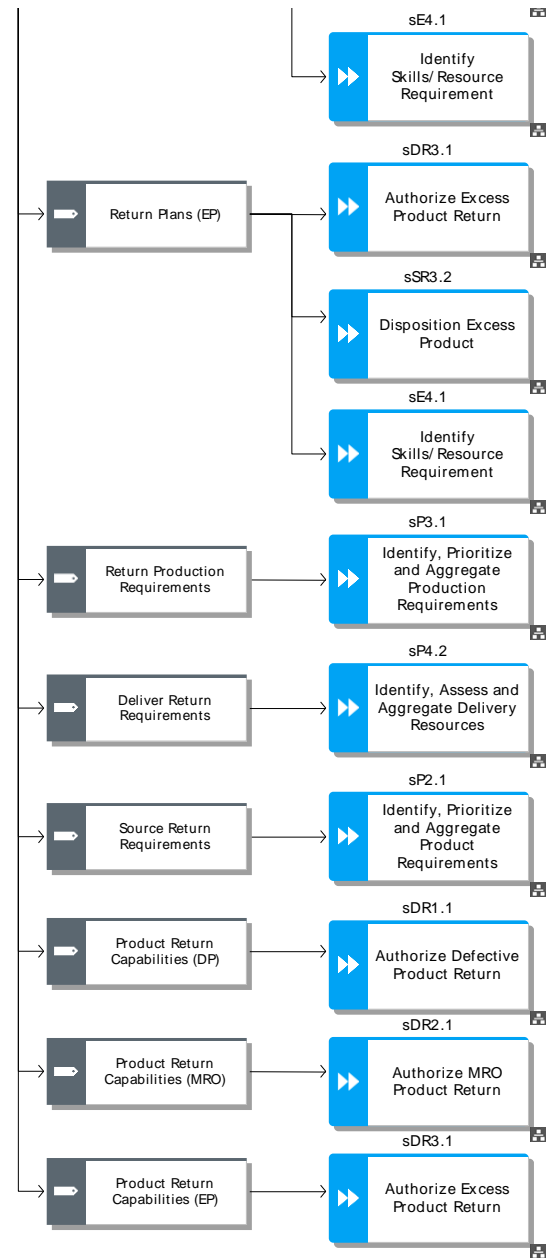 sE4.1
Identify
Skills/Resource
Requirement
sDR3.1
Return Plans (EP)
Authorize Excess
Product Return
sSR3.2
Disposition Excess
Product
sE4.1
Identify
Skills/Resource
Requirement
sP3.1
Return Production
Requirements
Identify, Prioritize
and Aggregate
Production
Requirements
sP4.2
Deliver Return
Requirements
Identify, Assess and
Aggregate Delivery
Resources
sP2.1
Source Return
Requirements
Identify, Prioritize
and Aggregate
Product
Requirements
sDR1.1
Product Return
Capabilities (DP)
Authorize Defective
Product Return
sDR2.1
Product Return
Capabilities (MRO)
Authorize MRO
Product Return
sDR3.1
Product Return
Capabilities (EP)
Authorize Excess
Product Return